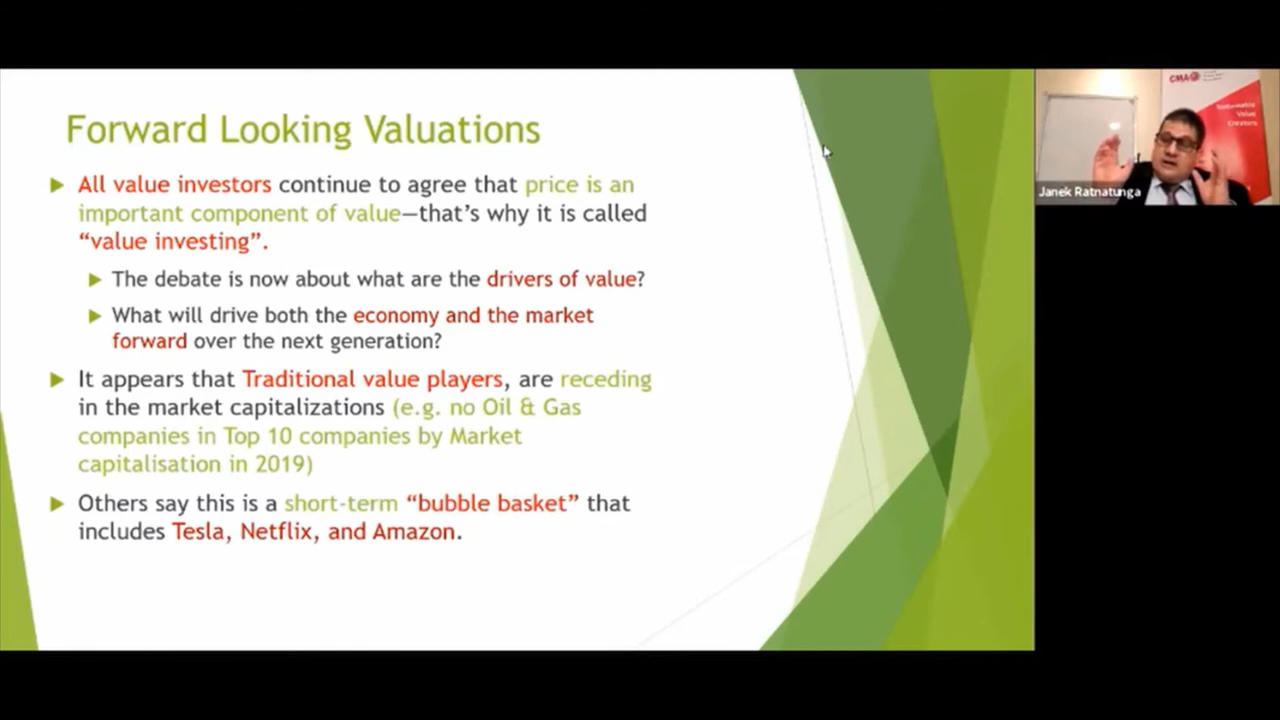 Forward Looking Valuations
All value investors continue to agree that price is an
important component of value—that’s why it is called
“value investing”.
The debate is now about what are the drivers of value?
What will drive both the economy and the market
forward over the next generation?
It appears that Traditional value players, are receding
in the market capitalizations (e.g. no Oil & Gas
companies in Top 10 companies by Market
capitalisation in 2019)
Others say this is a short-term “bubble basket” that
includes Tesla, Netflix, and Amazon.
CMA
Sustainable
Value
Creators
Janek Ratnatunga